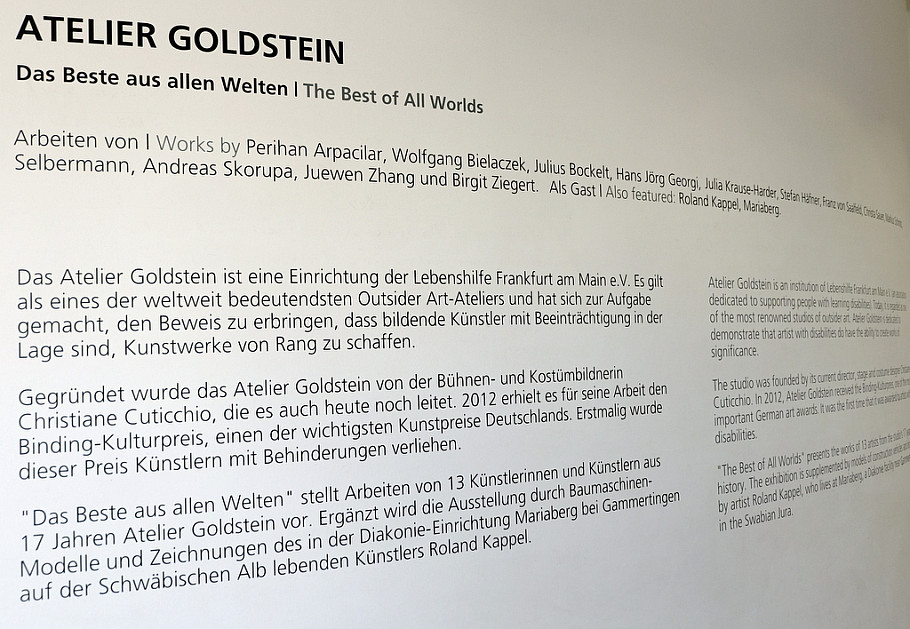 ATELIER GOLDSTEIN
Das Beste aus allen Welten | The Best of All Worlds
Arbeiten von | Works by Perihan Arpacilar, Wolfgang Bielaczek, Julius Bockelt, Hans Jörg Georgi, Julia Krause-Harder, Stefan Häfner, Franz von Saalfeld, Christa Sauer,
Selbermann, Andreas Skorupa, Juewen Zhang und Birgit Ziegert. Als Gast | Also featured: Roland Kappel, Mariaberg.
Das Atelier Goldstein ist eine Einrichtung der Lebenshilfe Frankfurt am Main e.V. Es gilt
als eines der weltweit bedeutendsten Outsider Art-Ateliers und hat sich zur Aufgabe
gemacht, den Beweis zu erbringen, dass bildende Künstler mit Beeinträchtigung in der
Lage sind, Kunstwerke von Rang zu schaffen.
Gegründet wurde das Atelier Goldstein von der Bühnen- und Kostümbildnerin
Christiane Cuticchio, die es auch heute noch leitet. 2012 erhielt es für seine Arbeit den
Binding-Kulturpreis, einen der wichtigsten Kunstpreise Deutschlands. Erstmalig wurde
dieser Preis Künstlern mit Behinderungen verliehen.
"Das Beste aus allen Welten" stellt Arbeiten von 13 Künstlerinnen und Künstlern aus
17 Jahren Atelier Goldstein vor. Ergänzt wird die Ausstellung durch Baumaschinen-
Modelle und Zeichnungen des in der Diakonie-Einrichtung Mariaberg bei Gammertingen
auf der Schwäbischen Alb lebenden Künstlers Roland Kappel.
Atelier Goldstein is an institution of Lebenshilfe Frankfurt am Main e.V.
dedicated to supporting people with learning disabilities. Today, it is
of the most renowned studios of outsider art. Atelier Goldstein is
demonstrate that artist with disabilities do have the ability to create works of
significance.
The studio was founded by its current director, stage and costume designer
Cuticchio. In 2012, Atelier Goldstein received the Binding-Kulturpreis, one of
important German art awards. It was the first time that it was awarded
disabilities.
"The Best of All Worlds" presents the works of 13 artists from the studio's 17
history. The exhibition is supplemented by models of construction vehicles
by artist Roland Kappel, who lives at Mariaberg, a Diakonie facility near
in the Swabian Jura.